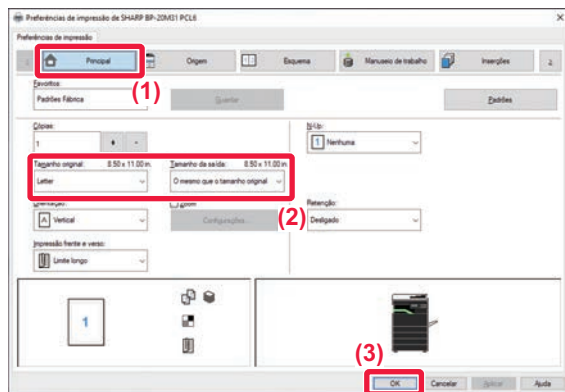 Preferências de impressão de SHARP BP-20M31 PCL6
Preferências de impressão
Principal
Origem
Esquema
Manuseio de trabalho
Inserções
(1)
Favoritos:
Padrões Fábrica
Guardar
Padrões
Cópias:
1
+ -
N-Up:
1 Nenhuma
Tamanho original: 8.50 x 11.00 in.
Letter
Tamanho da saída: 8.50 x 11.00 in.
O mesmo que o tamanho original
(2)
Orientação:
A Vertical
Zoom
Configurações...
Retenção:
Desligado
Impressão frente e verso:
Limite longo
1
(3)
OK
Cancelar
Aplicar
Ajuda